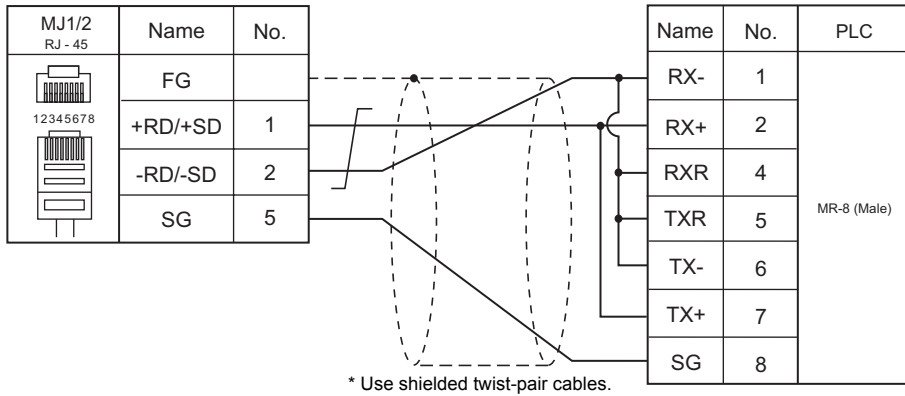 MJ1/2 Name No.
RJ - 45
FG
12345678
+RD/+SD 1
-RD/-SD 2
SG 5
Name No. PLC
RX- 1
RX+ 2
RXR 4
TXR 5
TX- 6
TX+ 7
SG 8
MR-8 (Male)
* Use shielded twist-pair cables.